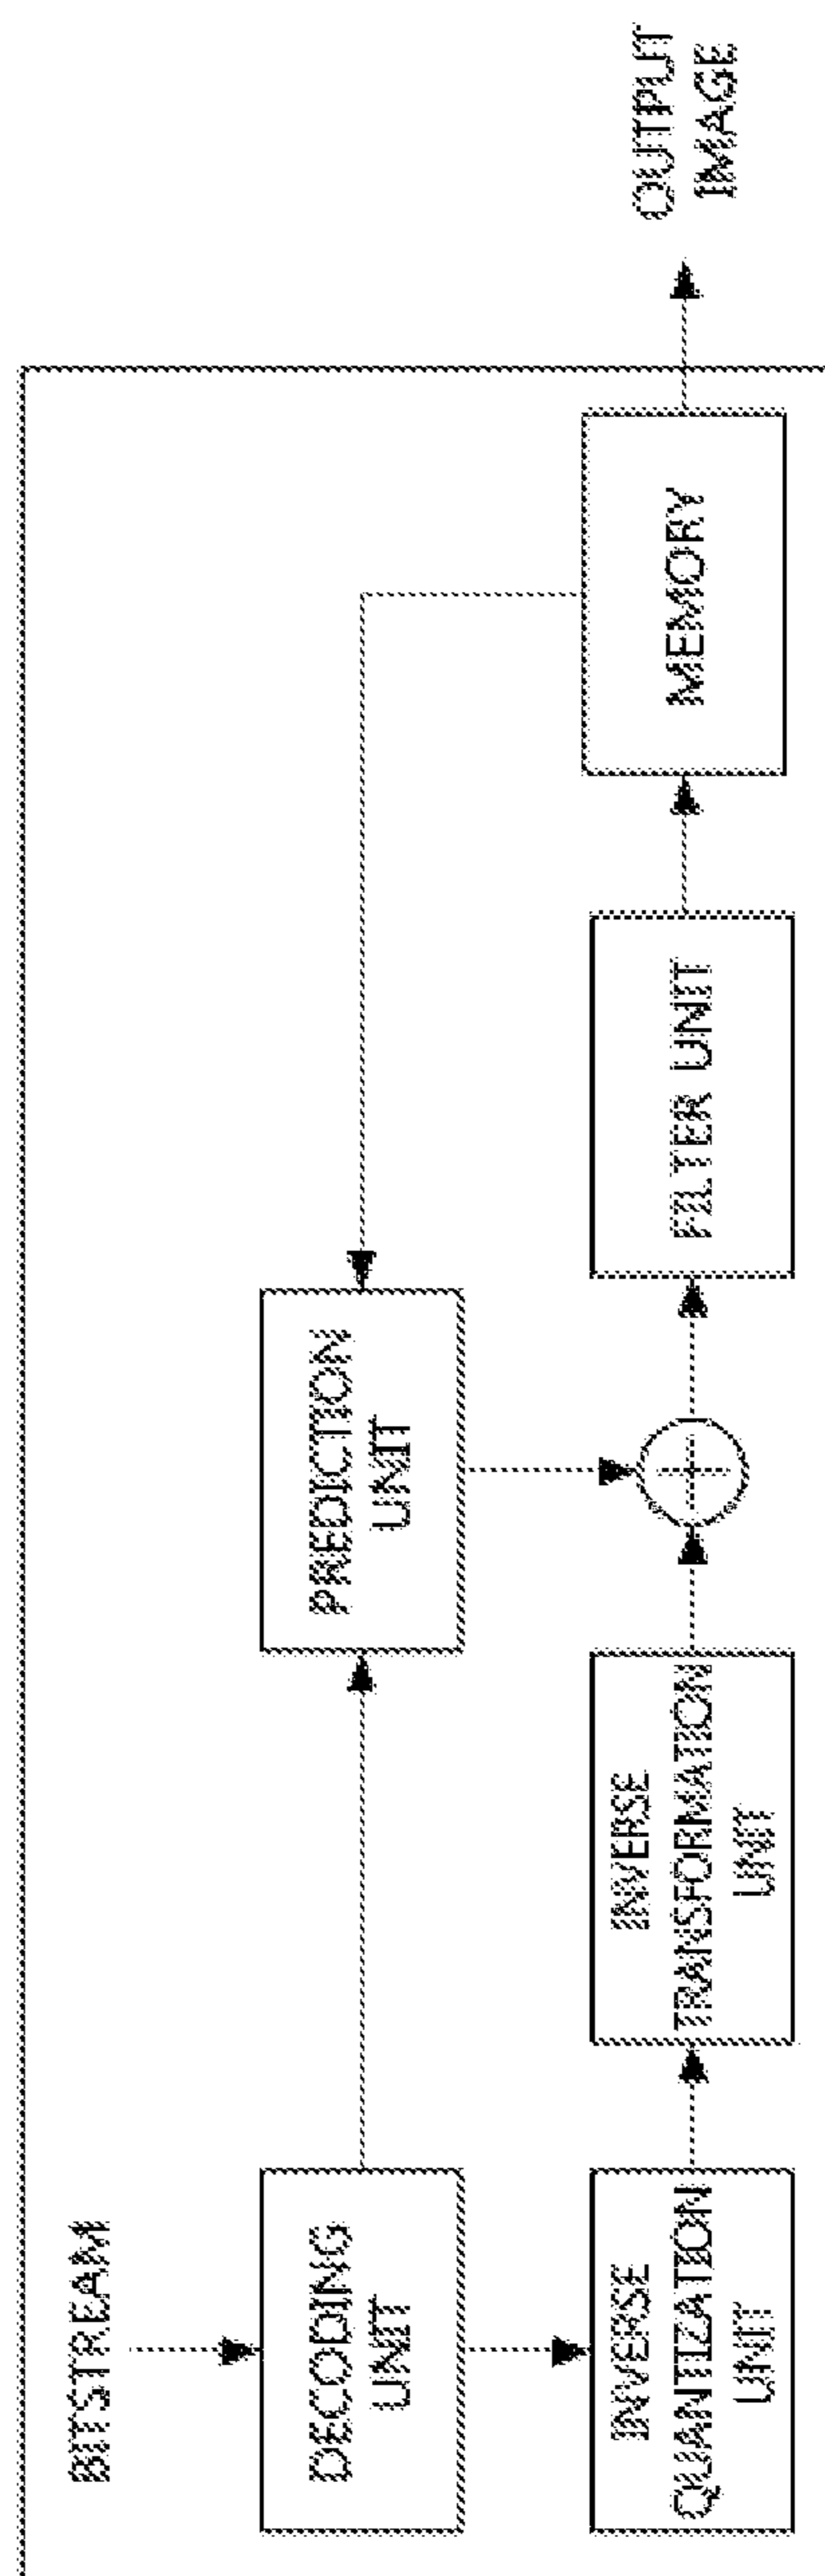 BITSTREAM
DECODING
UNIT
PREDICTION
UNIT
INVERSE
QUANTIZATION
UNIT
INVERSE
TRANSFORMATION
UNIT
FILTER UNIT
MEMORY
OUTPUT
IMAGE